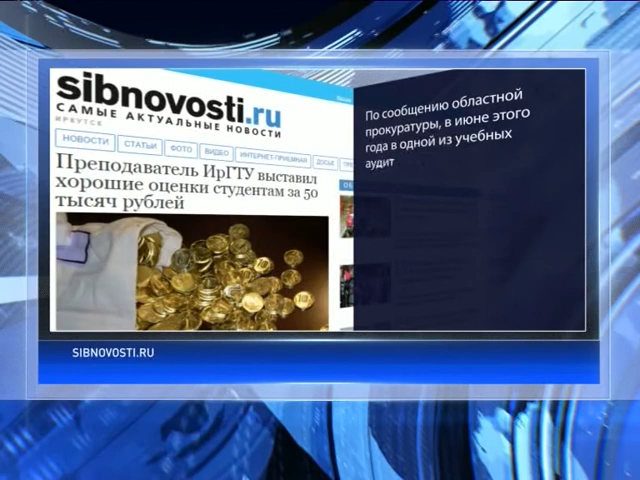 sibnovosti.ru
САМЫЕ АКТУАЛЬНЫЕ НОВОСТИ
ИРКУТСК
НОВОСТИ СТАТЬИ ФОТО ВИДЕО ИНТЕРНЕТ-ПРИЕМНАЯ ДОСЬЕ
Преподаватель ИрГТУ выставил
хорошие оценки студентам за 50
тысяч рублей
По сообщению областной
прокуратуры, в июне этого
года в одной из учебных
аудит
SIBNOVOSTI.RU